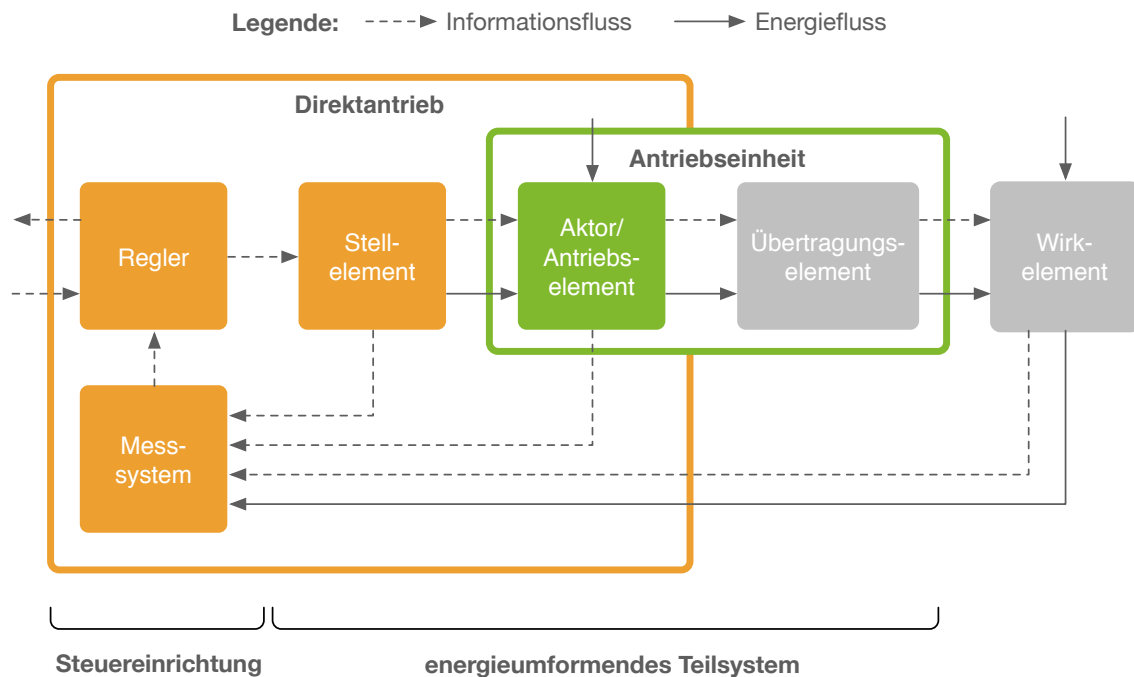 Legende: Informationsfluss Energiefluss
Direktantrieb
Antriebseinheit
Regler
Stell-
element
Aktor/
Antriebs-
element
Übertragungs-
element
Wirk-
element
Mess-
system
Steuereinrichtung
energieumformendes Teilsystem